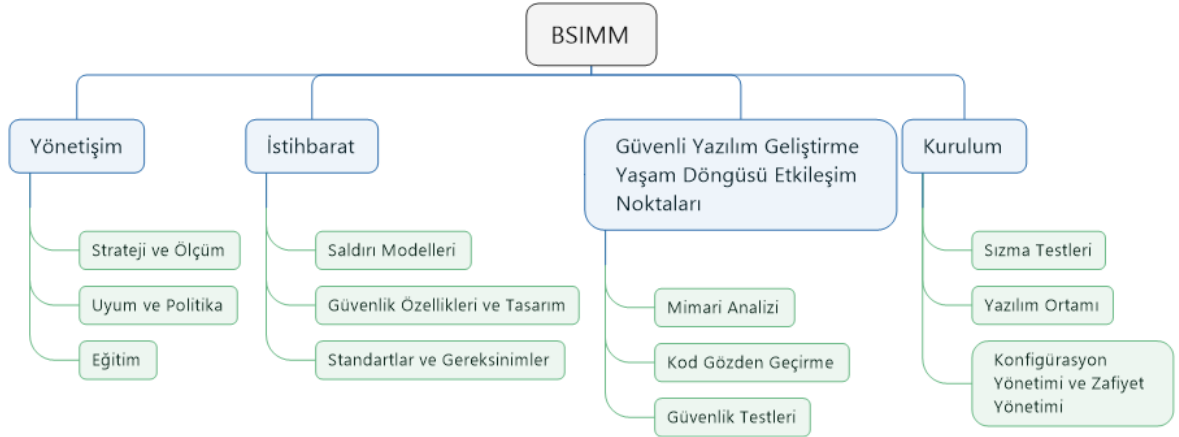 BSIMM
Yönetişim
Strateji ve Ölçüm
Uyum ve Politika
Eğitim
İstihbarat
Saldırı Modelleri
Güvenlik Özellikleri ve Tasarım
Standartlar ve Gereksinimler
Güvenli Yazılım Geliştirme
Yaşam Döngüsü Etkileşim
Noktaları
Mimari Analizi
Kod Gözden Geçirme
Güvenlik Testleri
Kurulum
Sızma Testleri
Yazılım Ortamı
Konfigürasyon
Yönetimi ve Zafiyet
Yönetimi